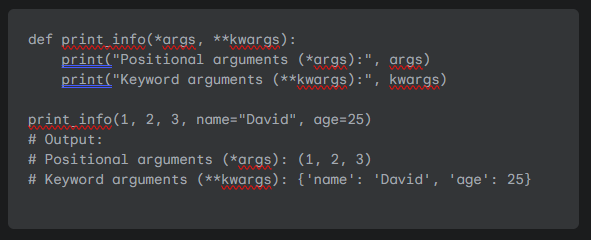 def print_info(*args, **kwargs):
    print("Positional arguments (*args):", args)
    print("Keyword arguments (**kwargs):", kwargs)

print_info(1, 2, 3, name="David", age=25)
# Output:
# Positional arguments (*args): (1, 2, 3)
# Keyword arguments (**kwargs): {'name': 'David', 'age': 25}